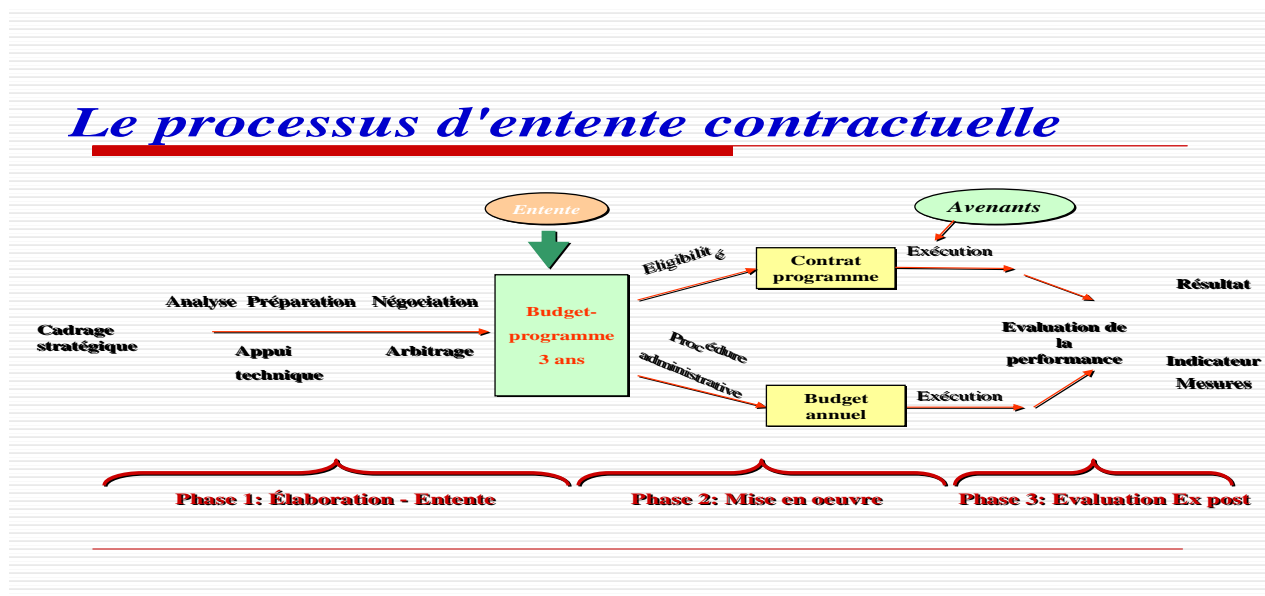 Le processus d'entente contractuelle
Entente
Avenants
Analyse Préparation Négociation
Cadrage
stratégique
Appui
technique
Arbitrage
Budget-
programme
3 ans
Eligibilité
Procédure
administrative
Contrat
programme
Exécution
Budget
annuel
Exécution
Evaluation de
la
performance
Résultat
Indicateur
Mesures
Phase 1: Élaboration - Entente
Phase 2: Mise en oeuvre
Phase 3: Evaluation Ex post